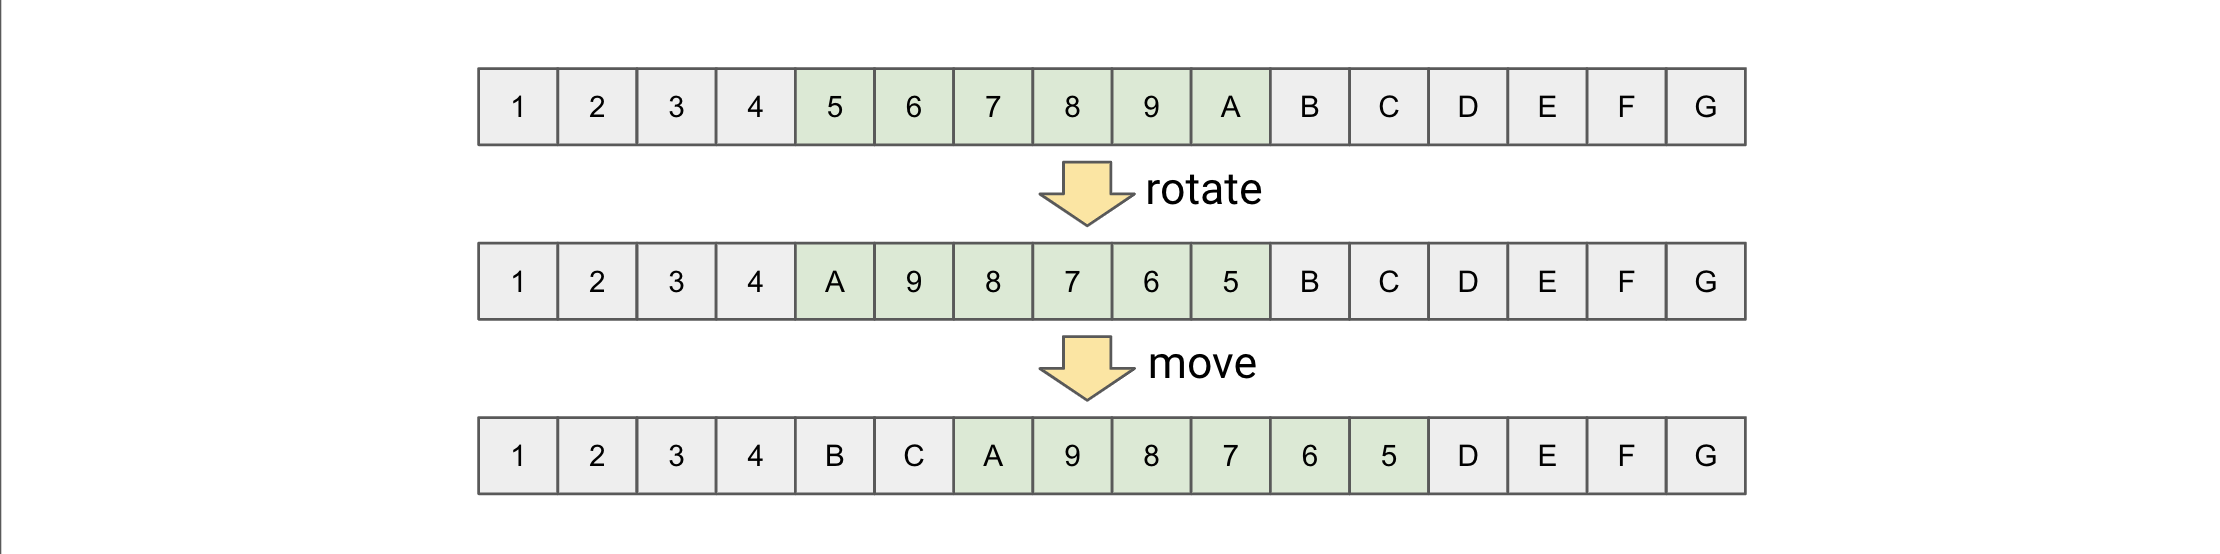 1 2 3 4 5 6 7 8 9 A B C D E F G
rotate
1 2 3 4 A 9 8 7 6 5 B C D E F G
move
1 2 3 4 B C A 9 8 7 6 5 D E F G